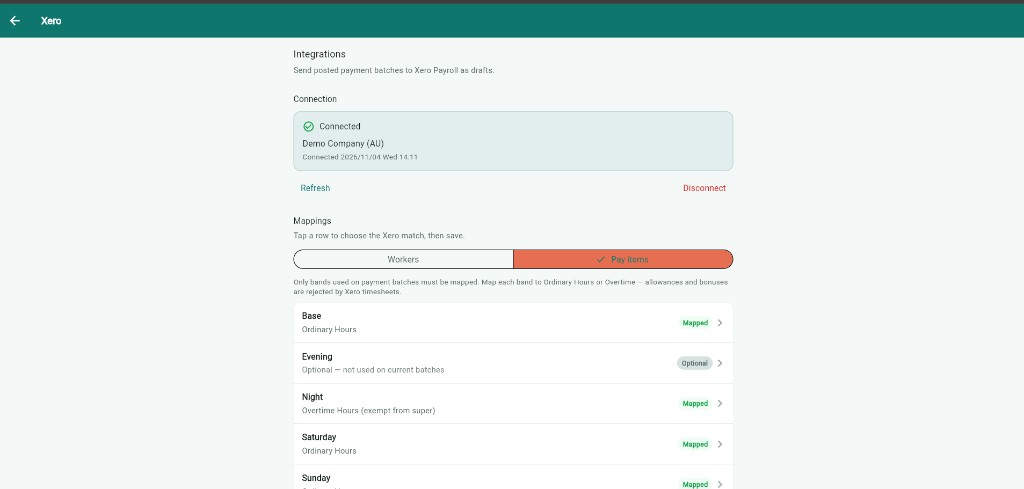 Xero
Integrations
Send posted payment batches to Xero Payroll as drafts.
Connection
Connected
Demo Company (AU)
Connected 2026/11/04 Wed 14:11
Refresh
Disconnect
Mappings
Tap a row to choose the Xero match, then save.
Workers
Pay items
Only bands used on payment batches must be mapped. Map each band to Ordinary Hours or Overtime — allowances and bonuses
are rejected by Xero timesheets.
Base
Ordinary Hours
Mapped
Evening
Optional — not used on current batches
Optional
Night
Overtime Hours (exempt from super)
Mapped
Saturday
Ordinary Hours
Mapped
Sunday
Mapped